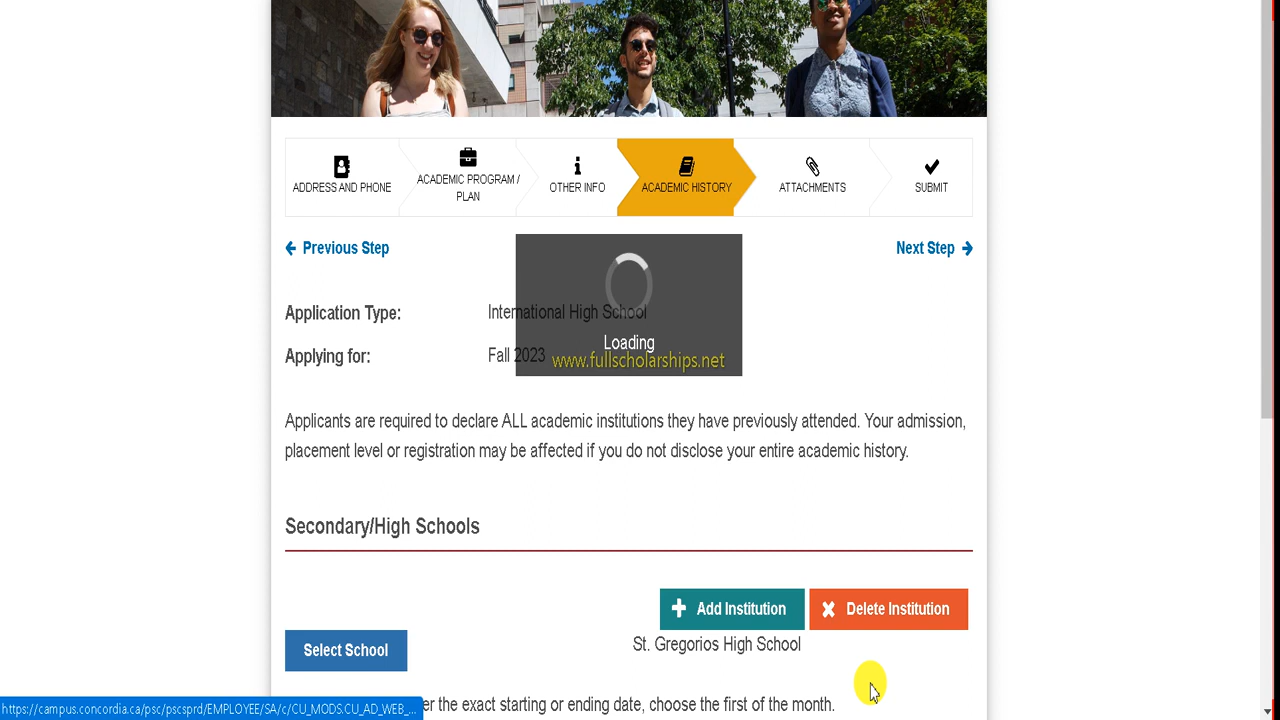 ADDRESS AND PHONE
ACADEMIC PROGRAM /
PLAN
OTHER INFO
ACADEMIC HISTORY
ATTACHMENTS
SUBMIT
Previous Step
Next Step
Application Type: International High School
Applying for: Fall 2023
Loading
www.fullscholarships.net
Applicants are required to declare ALL academic institutions they have previously attended. Your admission,
placement level or registration may be affected if you do not disclose your entire academic history.
Secondary/High Schools
Add Institution
Delete Institution
Select School
St. Gregorios High School
the exact starting or ending date, choose the first of the month.
https://campus.concordia.ca/psc/pscsprd/EMPLOYEE/SA/c/CU_MODS.CU_AD_WEB_...